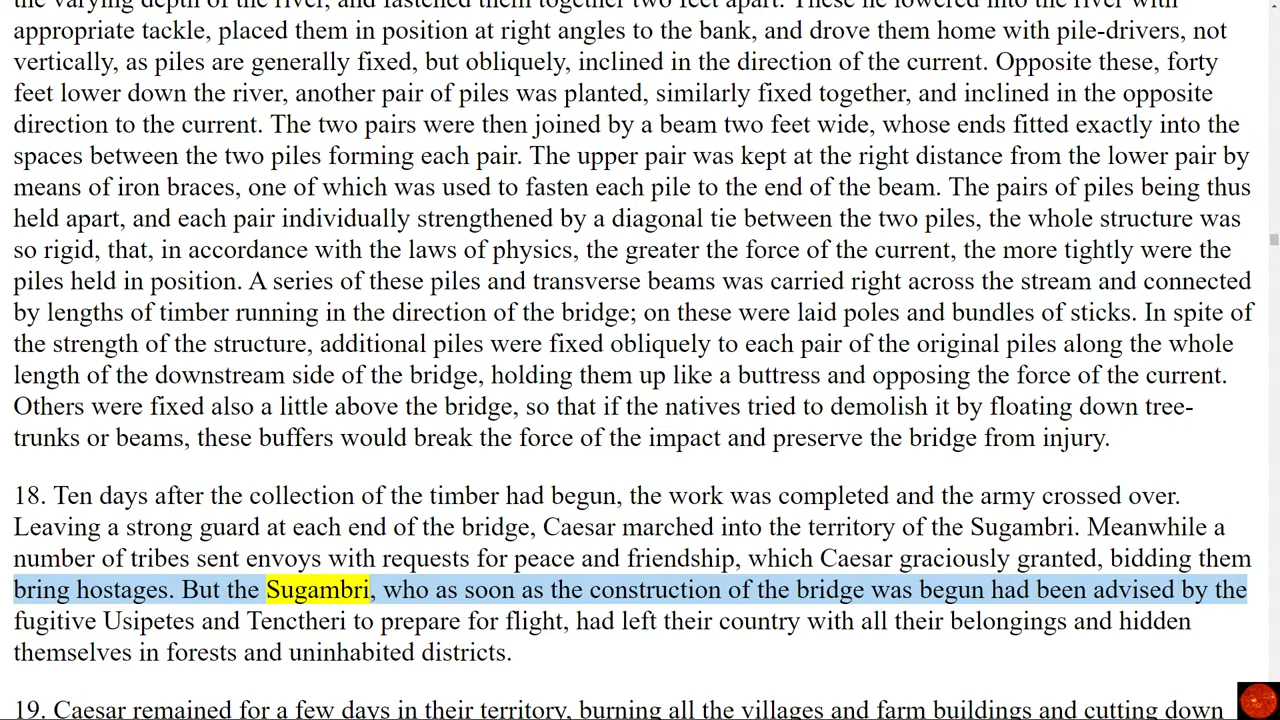 the varying depth of the river, and fastened them together two feet apart. These he lowered into the river with
appropriate tackle, placed them in position at right angles to the bank, and drove them home with pile-drivers, not
vertically, as piles are generally fixed, but obliquely, inclined in the direction of the current. Opposite these, forty
feet lower down the river, another pair of piles was planted, similarly fixed together, and inclined in the opposite
direction to the current. The two pairs were then joined by a beam two feet wide, whose ends fitted exactly into the
spaces between the two piles forming each pair. The upper pair was kept at the right distance from the lower pair by
means of iron braces, one of which was used to fasten each pile to the end of the beam. The pairs of piles being thus
held apart, and each pair individually strengthened by a diagonal tie between the two piles, the whole structure was
so rigid, that, in accordance with the laws of physics, the greater the force of the current, the more tightly were the
piles held in position. A series of these piles and transverse beams was carried right across the stream and connected
by lengths of timber running in the direction of the bridge; on these were laid poles and bundles of sticks. In spite of
the strength of the structure, additional piles were fixed obliquely to each pair of the original piles along the whole
length of the downstream side of the bridge, holding them up like a buttress and opposing the force of the current.
Others were fixed also a little above the bridge, so that if the natives tried to demolish it by floating down tree-
trunks or beams, these buffers would break the force of the impact and preserve the bridge from injury.
18. Ten days after the collection of the timber had begun, the work was completed and the army crossed over.
Leaving a strong guard at each end of the bridge, Caesar marched into the territory of the Sugambri. Meanwhile a
number of tribes sent envoys with requests for peace and friendship, which Caesar graciously granted, bidding them
bring hostages. But the Sugambri, who as soon as the construction of the bridge was begun had been advised by the
fugitive Usipetes and Tenctheri to prepare for flight, had left their country with all their belongings and hidden
themselves in forests and uninhabited districts.
19. Caesar remained for a few days in their territory, burning all the villages and farm buildings and cutting down